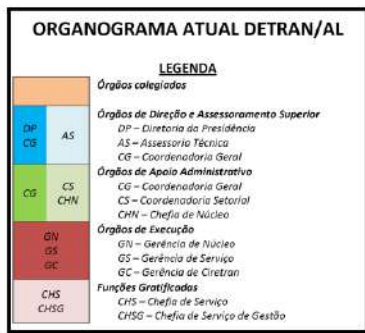 ORGANOGRAMA ATUAL DETRAN/AL
LEGENDA
Órgãos colegiados
DP
CG
AS
Órgãos de Direção e Assessoramento Superior
DP – Diretoria da Presidência
AS – Assessoria Técnica
CG – Coordenadoria Geral
CG
CS
CHN
Órgãos de Apoio Administrativo
CG – Coordenadoria Geral
CS – Coordenadoria Setorial
CHN – Chefia de Núcleo
GN
GS
GC
Órgãos de Execução
GN – Gerência de Núcleo
GS – Gerência de Serviço
GC – Gerência de Ciretran
CHS
CHSG
Funções Gratificadas
CHS – Chefia de Serviço
CHSG – Chefia de Serviço de Gestão